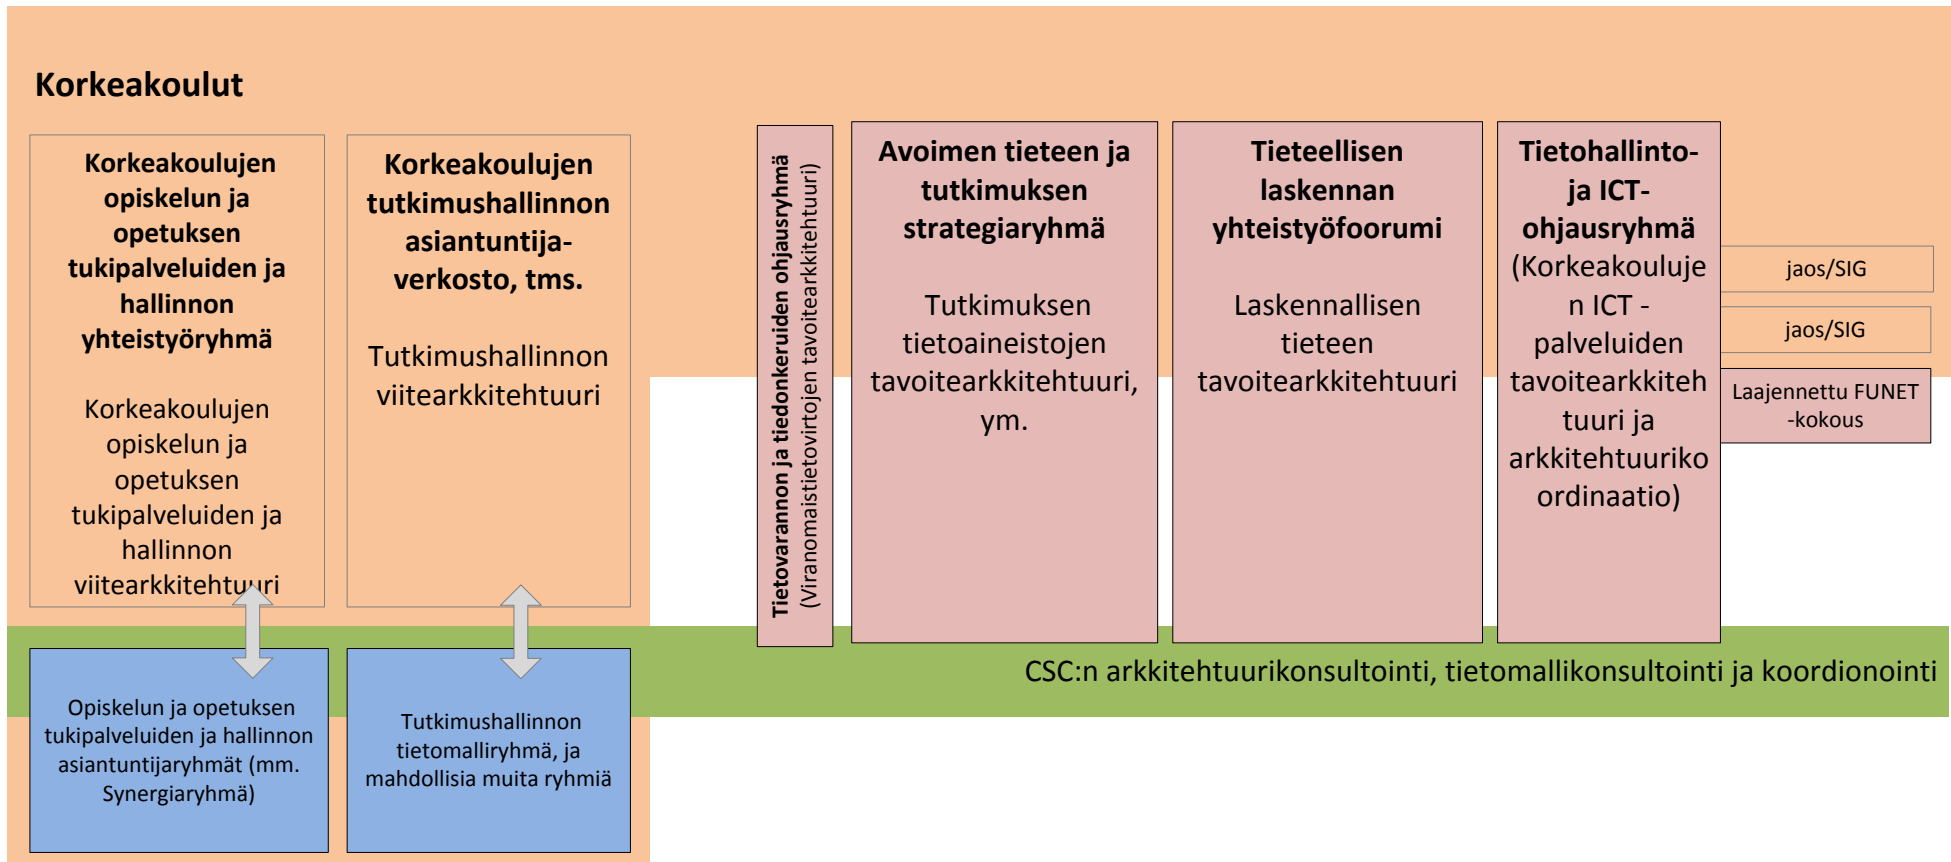 Korkeakoulut
Korkeakoulujen
opiskelun ja
opetuksen
tukipalveluiden ja
hallinnon
yhteistyöryhmä
Korkeakoulujen
opiskelun ja
opetuksen
tukipalveluiden ja
hallinnon
viitearkkitehtuuri
Korkeakoulujen
tutkimushallinnon
asiantuntija-
verkosto, tms.
Tutkimushallinnon
viitearkkitehtuuri
Tietovarannon ja tiedonkeruiden ohjausryhmä
(Viranomaistietovirtojen tavoitearkkitehtuuri)
Avoimen tieteen ja
tutkimuksen
strategiaryhmä
Tutkimuksen
tietoaineistojen
tavoitearkkitehtuuri,
ym.
Tieteellisen
laskennan
yhteistyöfoorumi
Laskennallisen
tieteen
tavoitearkkitehtuuri
Tietohallinto-
ja ICT-
ohjausryhmä
(Korkeakouluje
n ICT -
palveluiden
tavoitearkkiteh
tuuri ja
arkkitehtuuriko
ordinaatio)
jaos/SIG
jaos/SIG
Laajennettu FUNET
-kokous
CSC:n arkkitehtuurikonsultointi, tietomallikonsultointi ja koordionointi
Opiskelun ja opetuksen
tukipalveluiden ja hallinnon
asiantuntijaryhmät (mm.
Synergiaryhmä)
Tutkimushallinnon
tietomalliryhmä, ja
mahdollisia muita ryhmiä